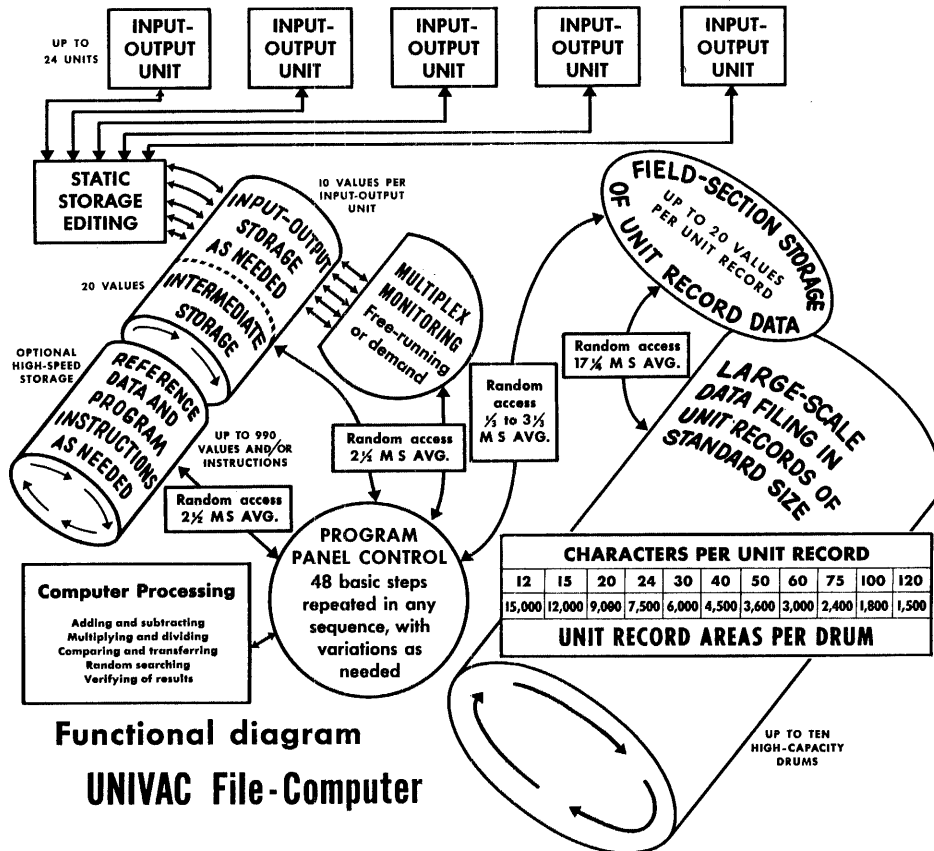 UP TO
24 UNITS
INPUT-
OUTPUT
UNIT
INPUT-
OUTPUT
UNIT
INPUT-
OUTPUT
UNIT
INPUT-
OUTPUT
UNIT
INPUT-
OUTPUT
UNIT
STATIC
STORAGE
EDITING
10 VALUES PER
INPUT-OUTPUT
UNIT
INPUT-OUTPUT
STORAGE
AS NEEDED
20 VALUES
INTERMEDIATE
STORAGE
MULTIPLEX
MONITORING
Free-running
or demand
FIELD-SECTION STORAGE
OF UNIT RECORD DATA
UP TO 20 VALUES
PER UNIT
RECORD
OPTIONAL
HIGH-SPEED
STORAGE
REFERENCE
DATA AND
PROGRAM
INSTRUCTIONS
AS NEEDED
UP TO 990
VALUES AND/OR
INSTRUCTIONS
Random access
2½ MS AVG.
Random access
2½ MS AVG.
Random
access
⅓ to 3⅓
MS AVG.
Random access
17¼ MS AVG.
LARGE-SCALE
DATA FILING IN
UNIT RECORDS OF
STANDARD SIZE
PROGRAM
PANEL CONTROL
48 basic steps
repeated in any
sequence, with
variations as
needed
Computer Processing
Adding and subtracting
Multiplying and dividing
Comparing and transferring
Random searching
Verifying of results
CHARACTERS PER UNIT RECORD
12 15 20 24 30 40 50 60 75 100 120
15,000 12,000 9,000 7,500 6,000 4,500 3,600 3,000 2,400 1,800 1,500
UNIT RECORD AREAS PER DRUM
UP TO TEN
HIGH-CAPACITY
DRUMS
Functional diagram
UNIVAC File-Computer